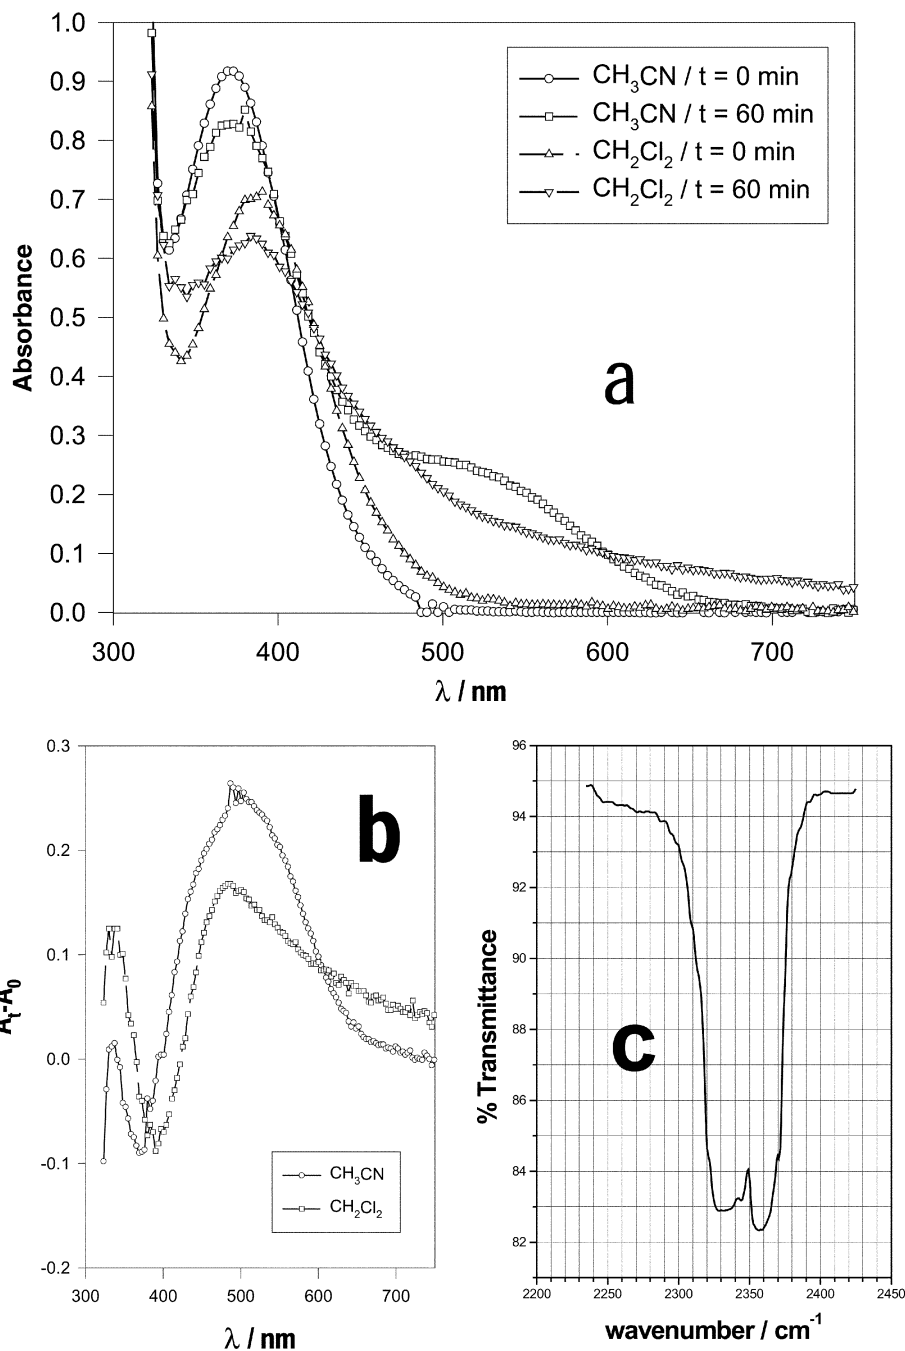 1.0
0.9
0.8
0.7
0.6
0.5
0.4
0.3
0.2
0.1
0.0
Absorbance
CH3CN / t = 0 min
CH3CN / t = 60 min
CH2Cl2 / t = 0 min
CH2Cl2 / t = 60 min
a
300 400 500 600 700
λ / nm
0.3
0.2
0.1
0.0
-0.1
-0.2
At-A0
b
CH3CN
CH2Cl2
300 400 500 600 700
λ / nm
96
94
92
90
88
86
84
82
% Transmittance
c
2200 2250 2300 2350 2400 2450
wavenumber / cm-1